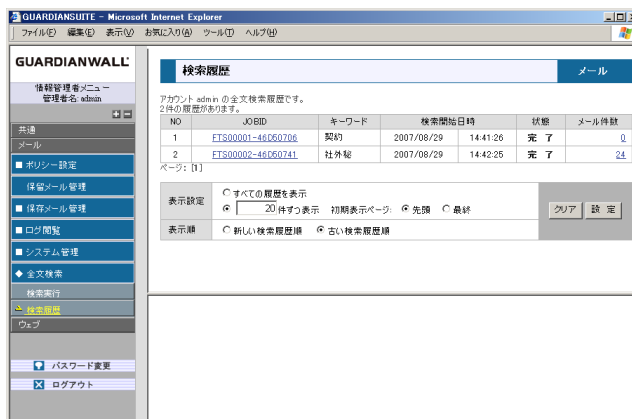 GUARDIANSUITE - Microsoft Internet Explorer
ファイル(F) 編集(E) 表示(V) お気に入り(A) ツール(T) ヘルプ(H)
GUARDIANWALL
情報管理者メニュー
管理者名: admin
共通
メール
■ ポリシー設定
保留メール管理
■ 保存メール管理
■ ログ閲覧
■ システム管理
◆ 全文検索
検索実行
検索履歴
ウェブ
パスワード変更
ログアウト
検索履歴 メール
アカウント admin の全文検索履歴です。
2件の履歴があります。
NO JOBID キーワード 検索開始日時 状態 メール件数
1 FTS00001-46D50706 契約 2007/08/29 14:41:26 完 了 0
2 FTS00002-46D50741 社外秘 2007/08/29 14:42:25 完 了 24
ページ: [1]
表示設定 すべての履歴を表示
20 件ずつ表示 初期表示ページ: 先頭 最終
表示順 新しい検索履歴順 古い検索履歴順
クリア 設 定